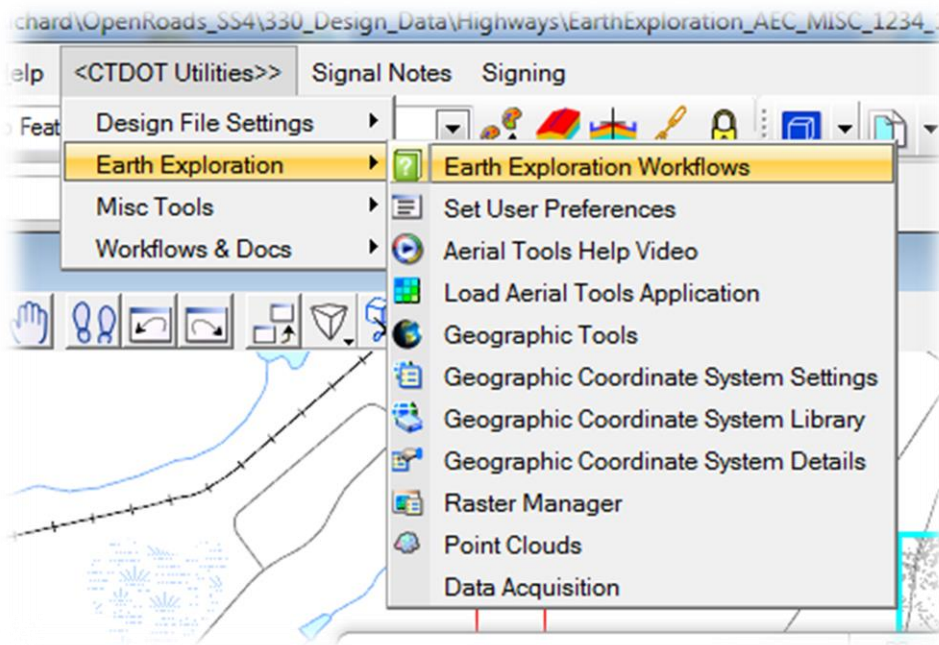 \OpenRoads_SS4\330_Design_Data\Highways\EarthExploration_AEC_MISC_1234_
<CTDOT Utilities>> Signal Notes Signing
Design File Settings
Earth Exploration
Misc Tools
Workflows & Docs
Earth Exploration Workflows
Set User Preferences
Aerial Tools Help Video
Load Aerial Tools Application
Geographic Tools
Geographic Coordinate System Settings
Geographic Coordinate System Library
Geographic Coordinate System Details
Raster Manager
Point Clouds
Data Acquisition